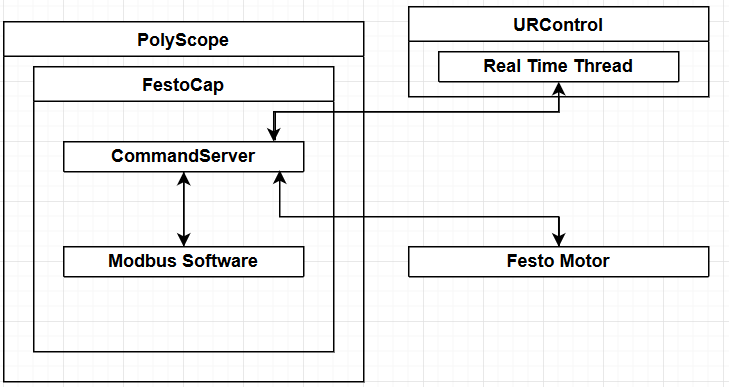 PolyScope
FestoCap
CommandServer
Modbus Software
URControl
Real Time Thread
Festo Motor